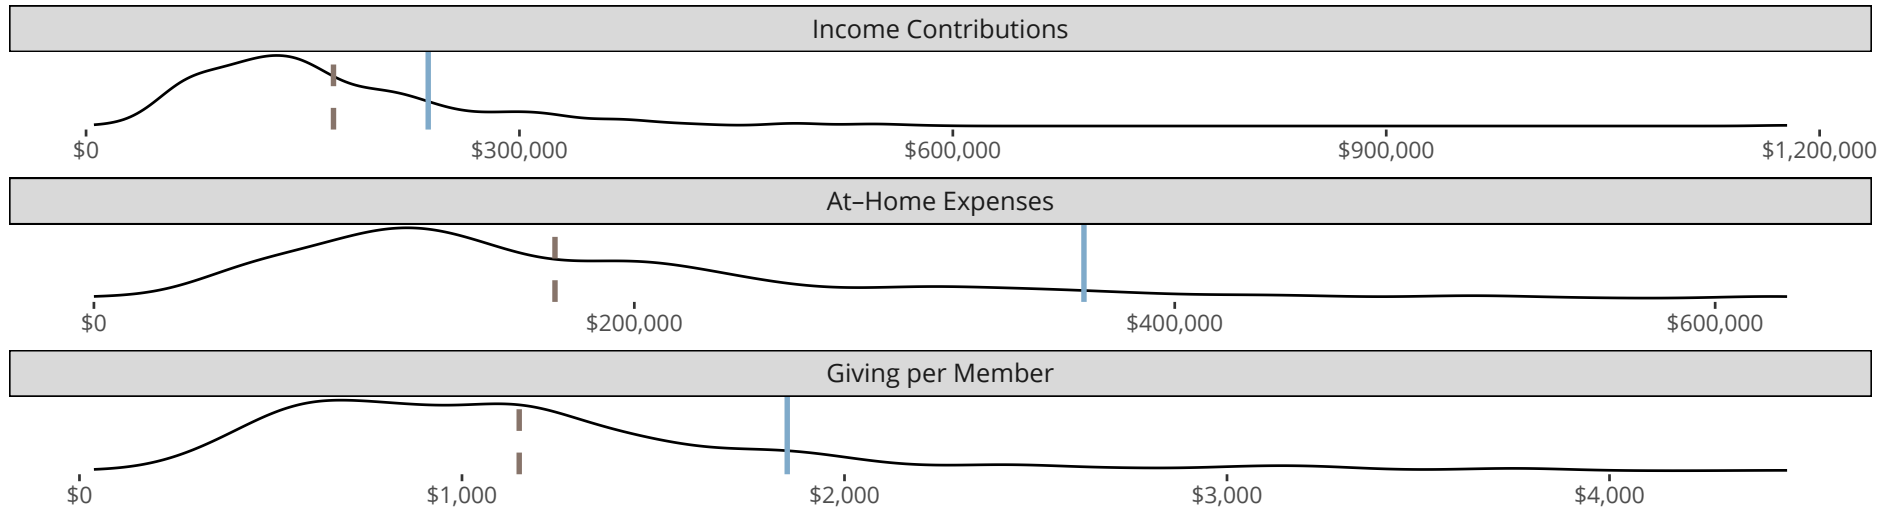 Income Contributions
$0 $300,000 $600,000 $900,000 $1,200,000
At–Home Expenses
$0 $200,000 $400,000 $600,000
Giving per Member
$0 $1,000 $2,000 $3,000 $4,000